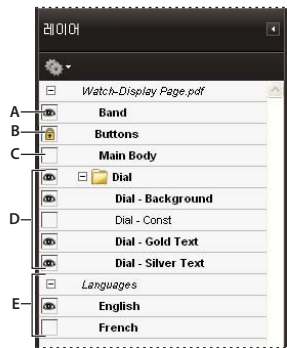 레이어
Watch-Display Page.pdf
A Band
B Buttons
C Main Body
Dial
Dial - Background
D Dial - Const
Dial - Gold Text
Dial - Silver Text
Languages
E English
French